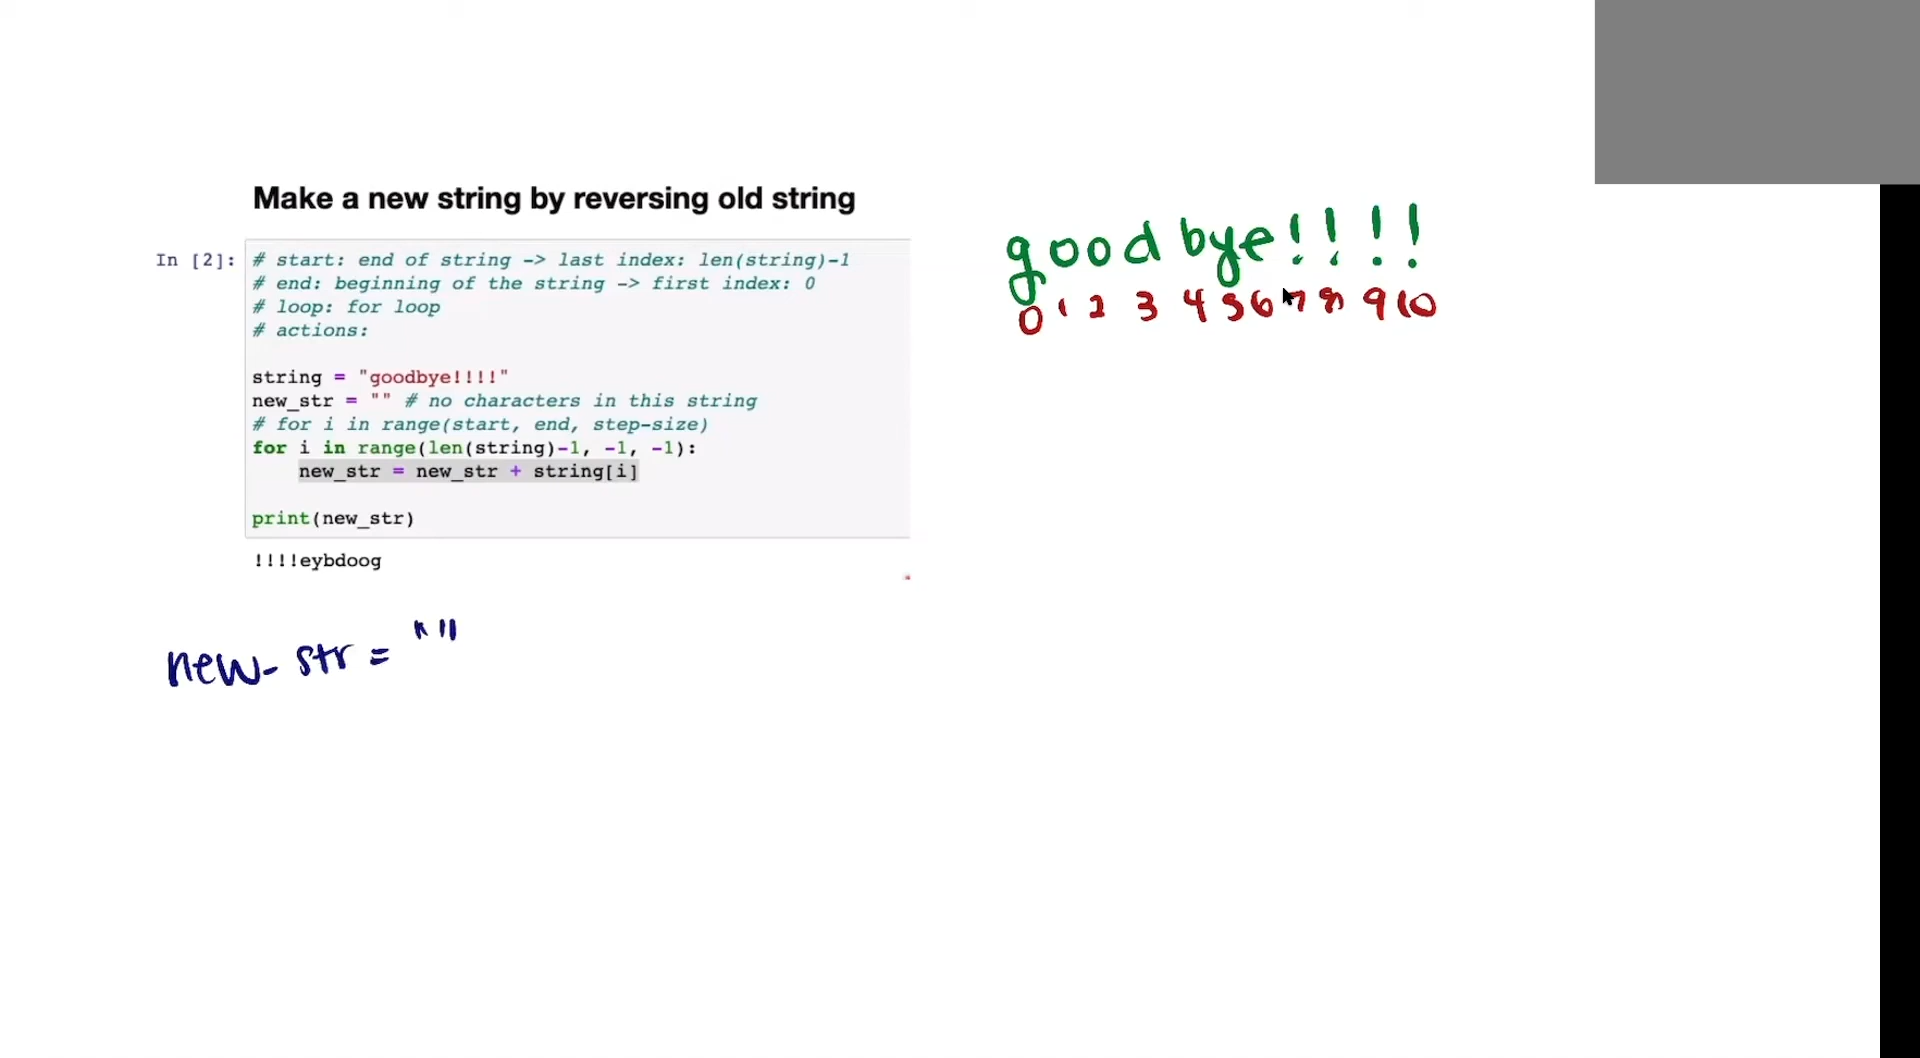 Make a new string by reversing old string
In [2]:
# start: end of string -> last index: len(string)-1
# end: beginning of the string -> first index: 0
# loop: for loop
# actions:
string = "goodbye!!!!"
new_str = "" # no characters in this string
# for i in range(start, end, step-size)
for i in range(len(string)-1, -1, -1):
new_str = new_str + string[i]
print(new_str)
!!!!eybdoog
goodbye!!!!
0 1 2 3 4 5 6 7 8 9 10
new_str = ""